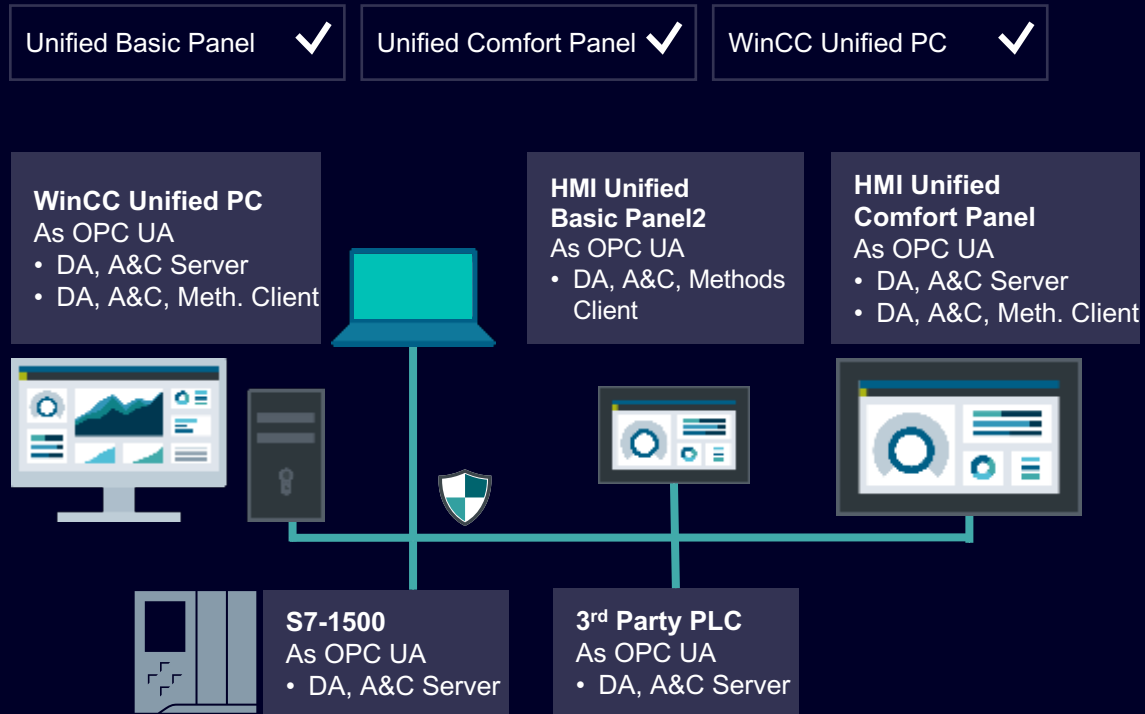 Unified Basic Panel
Unified Comfort Panel
WinCC Unified PC
WinCC Unified PC
As OPC UA
• DA, A&C Server
• DA, A&C, Meth. Client
HMI Unified
Basic Panel2
As OPC UA
• DA, A&C, Methods
Client
HMI Unified
Comfort Panel
As OPC UA
• DA, A&C Server
• DA, A&C, Meth. Client
S7-1500
As OPC UA
• DA, A&C Server
3rd Party PLC
As OPC UA
• DA, A&C Server